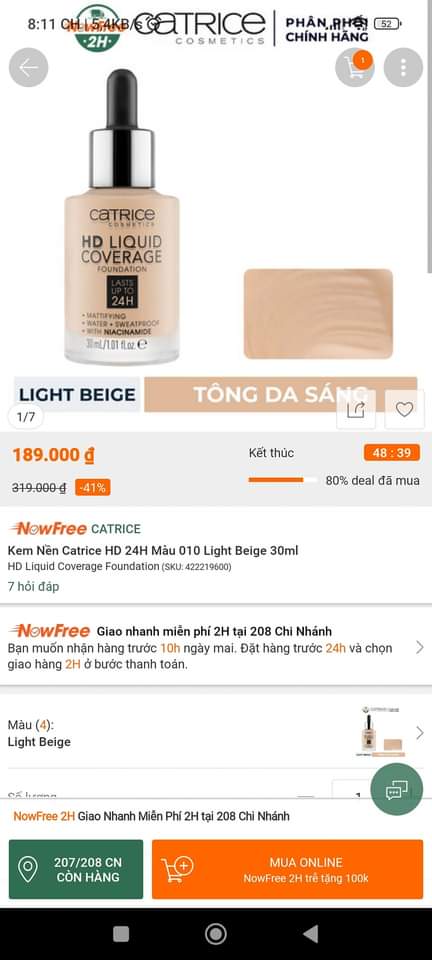 8:11 CH | 5,4KB/s
52
NowFree
2H
CATRICE
COSMETICS
PHÂN PHỐI
CHÍNH HÃNG
1
CATRICE
COSMETICS
HD LIQUID
COVERAGE
FOUNDATION
LASTS
UP TO
24H
• MATTIFYING
• WATER + SWEATPROOF
• WITH NIACINAMIDE
30 ml/1.01 fl.oz. ℮
LIGHT BEIGE
TÔNG DA SÁNG
1/7
189.000 ₫
Kết thúc
48 : 39
319.000 ₫
-41%
80% deal đã mua
NowFree CATRICE
Kem Nền Catrice HD 24H Màu 010 Light Beige 30ml
HD Liquid Coverage Foundation (SKU: 422219600)
7 hỏi đáp
NowFree Giao nhanh miễn phí 2H tại 208 Chi Nhánh
Bạn muốn nhận hàng trước 10h ngày mai. Đặt hàng trước 24h và chọn
giao hàng 2H ở bước thanh toán.
Màu (4):
Light Beige
Số lượng
1
NowFree 2H Giao Nhanh Miễn Phí 2H tại 208 Chi Nhánh
207/208 CN
CÒN HÀNG
MUA ONLINE
NowFree 2H trễ tặng 100k